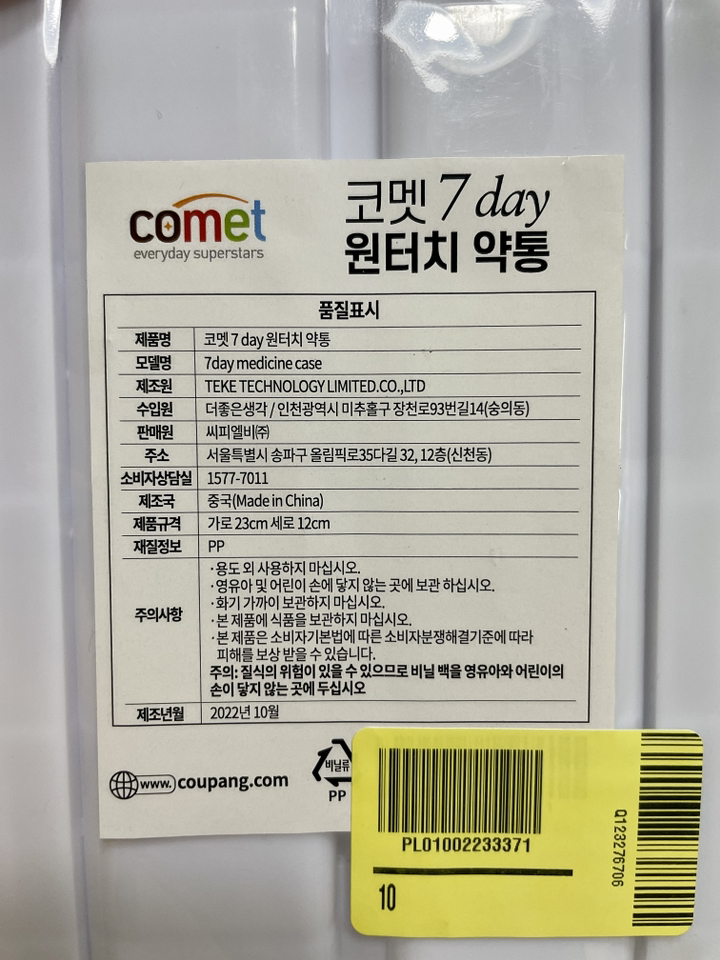 comet
everyday superstars
코멧 7 day
원터치 약통
품질표시
제품명 코멧 7 day 원터치 약통
모델명 7day medicine case
제조원 TEKE TECHNOLOGY LIMITED.CO.,LTD
수입원 더좋은생각 / 인천광역시 미추홀구 장천로93번길14(숭의동)
판매원 씨피엘비㈜
주소 서울특별시 송파구 올림픽로35다길 32, 12층(신천동)
소비자상담실 1577-7011
제조국 중국(Made in China)
제품규격 가로 23cm 세로 12cm
재질정보 PP
주의사항
·용도 외 사용하지 마십시오.
·영유아 및 어린이 손에 닿지 않는 곳에 보관 하십시오.
·화기 가까이 보관하지 마십시오.
·본 제품에 식품을 보관하지 마십시오.
·본 제품은 소비자기본법에 따른 소비자분쟁해결기준에 따라
피해를 보상 받을 수 있습니다.
주의: 질식의 위험이 있을 수 있으므로 비닐 백을 영유아와 어린이의
손이 닿지 않는 곳에 두십시오
제조년월 2022년 10월
www. coupang.com
비닐류
PP
PL01002233371
10
Q123276706